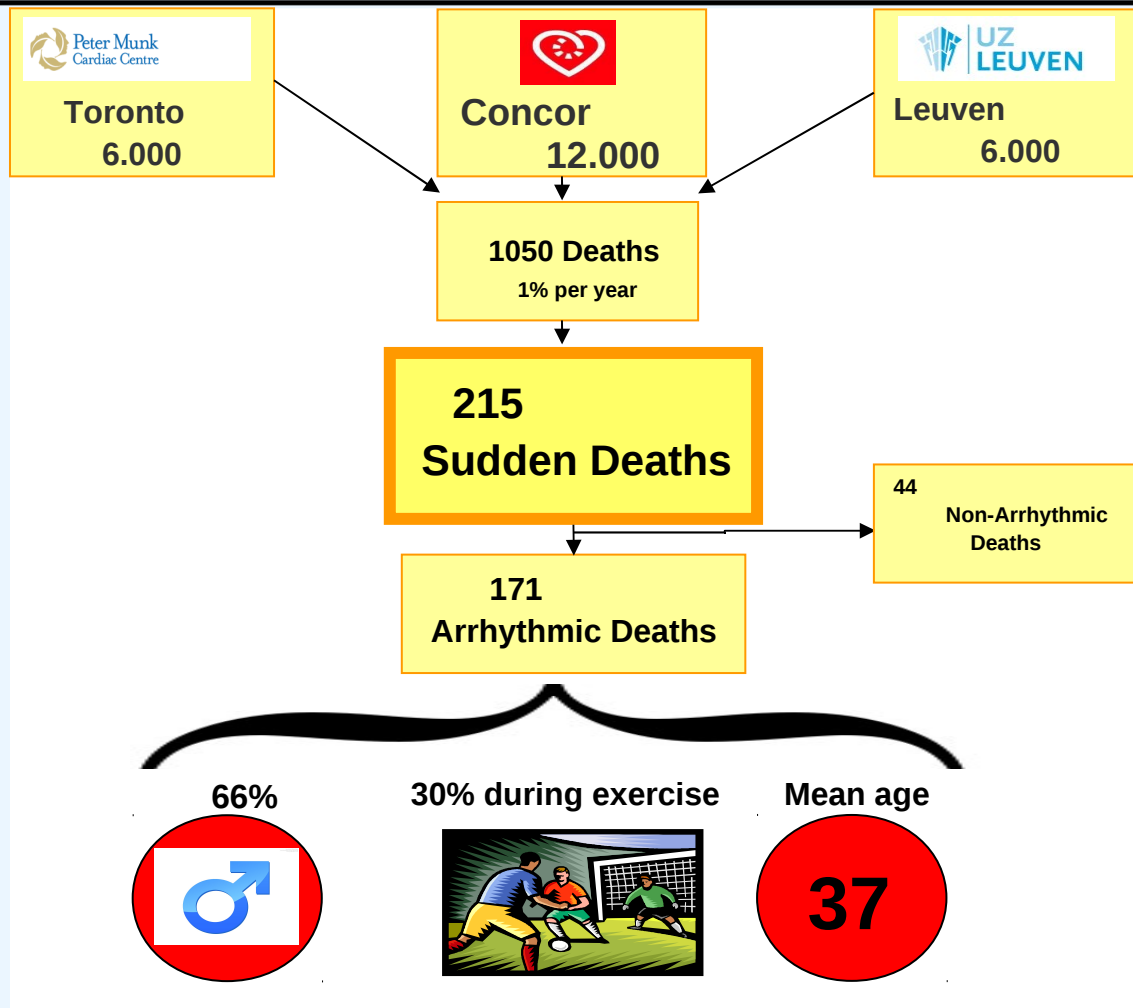 Peter Munk
Cardiac Centre
Toronto
6.000
Concor
12.000
UZ
LEUVEN
Leuven
6.000
1050 Deaths
1% per year
215
Sudden Deaths
44
Non-Arrhythmic
Deaths
171
Arrhythmic Deaths
66%
30% during exercise
Mean age
37